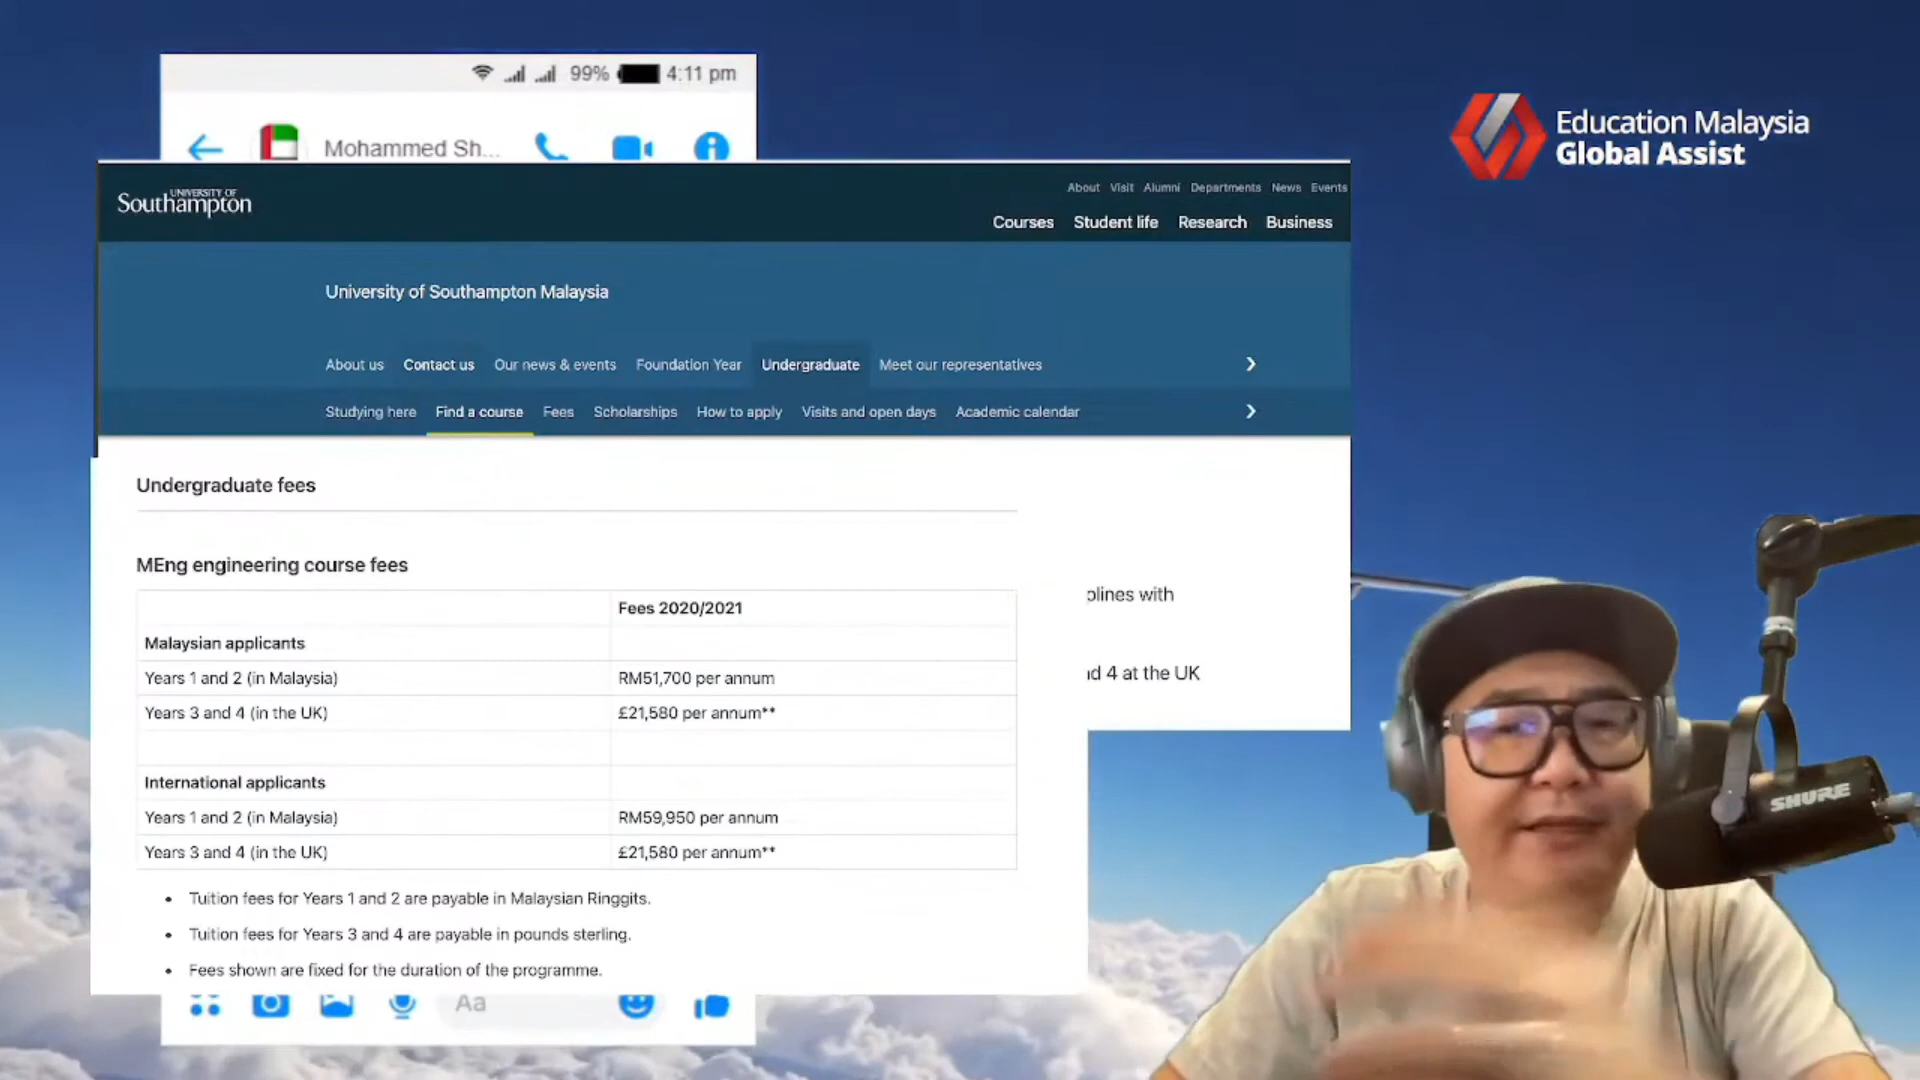 99% 4:11 pm
Mohammed Sh...
Education Malaysia
Global Assist
UNIVERSITY OF
Southampton
About Visit Alumni Departments News Events
Courses Student life Research Business
University of Southampton Malaysia
About us Contact us Our news & events Foundation Year Undergraduate Meet our representatives
Studying here Find a course Fees Scholarships How to apply Visits and open days Academic calendar
Undergraduate fees
MEng engineering course fees
Fees 2020/2021
Malaysian applicants
Years 1 and 2 (in Malaysia) RM51,700 per annum
Years 3 and 4 (in the UK) £21,580 per annum**
International applicants
Years 1 and 2 (in Malaysia) RM59,950 per annum
Years 3 and 4 (in the UK) £21,580 per annum**
• Tuition fees for Years 1 and 2 are payable in Malaysian Ringgits.
• Tuition fees for Years 3 and 4 are payable in pounds sterling.
• Fees shown are fixed for the duration of the programme.
plines with
d 4 at the UK
Aa
SHURE